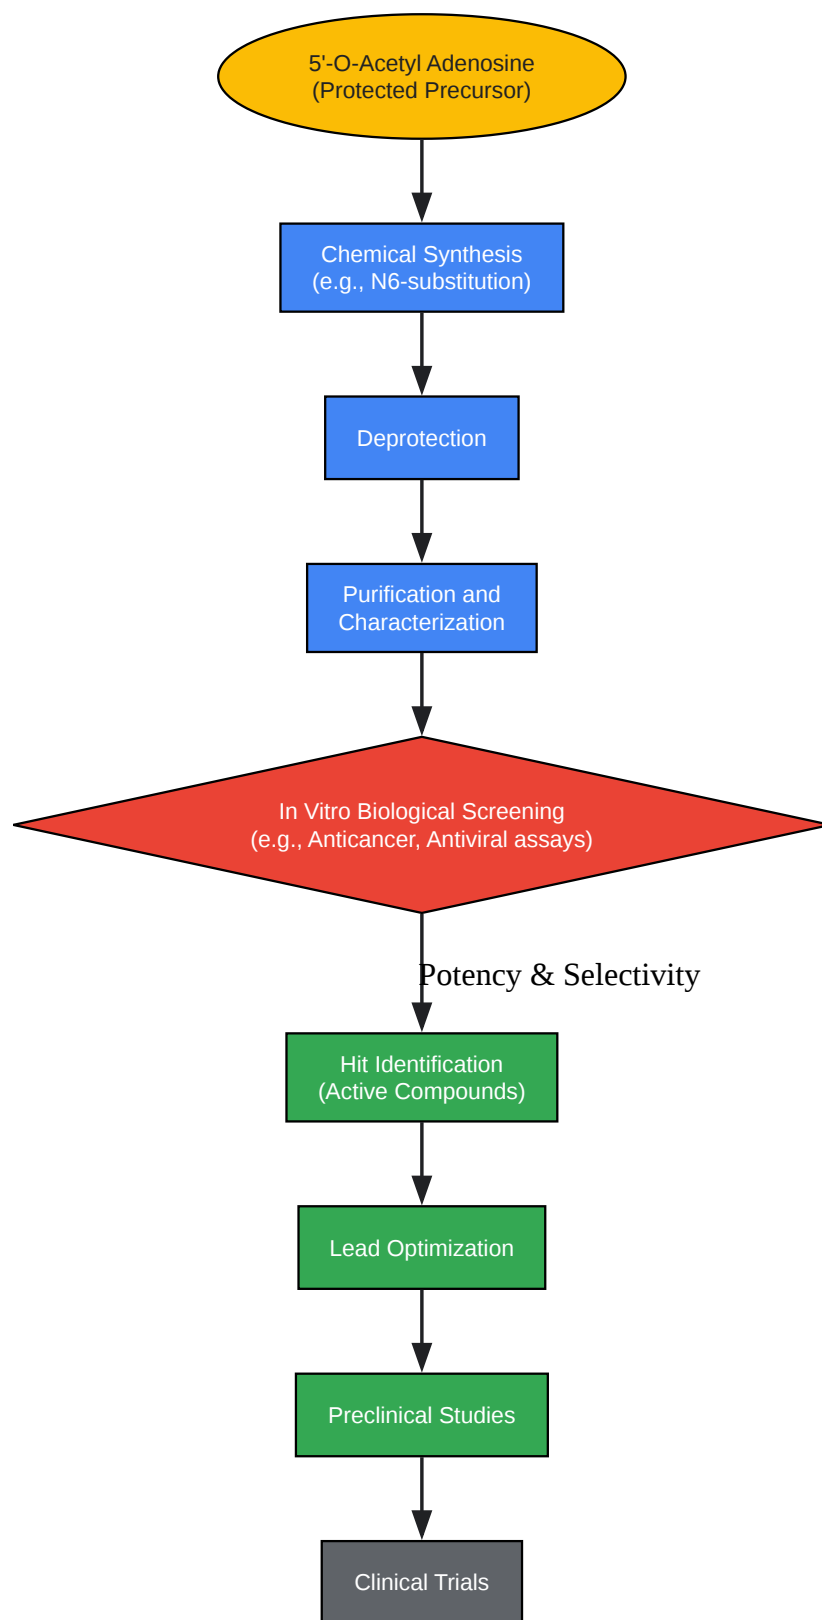 5'-O-Acetyl Adenosine
(Protected Precursor)
Chemical Synthesis
(e.g., N6-substitution)
Deprotection
Purification and
Characterization
In Vitro Biological Screening
(e.g., Anticancer, Antiviral assays)
Potency & Selectivity
Hit Identification
(Active Compounds)
Lead Optimization
Preclinical Studies
Clinical Trials